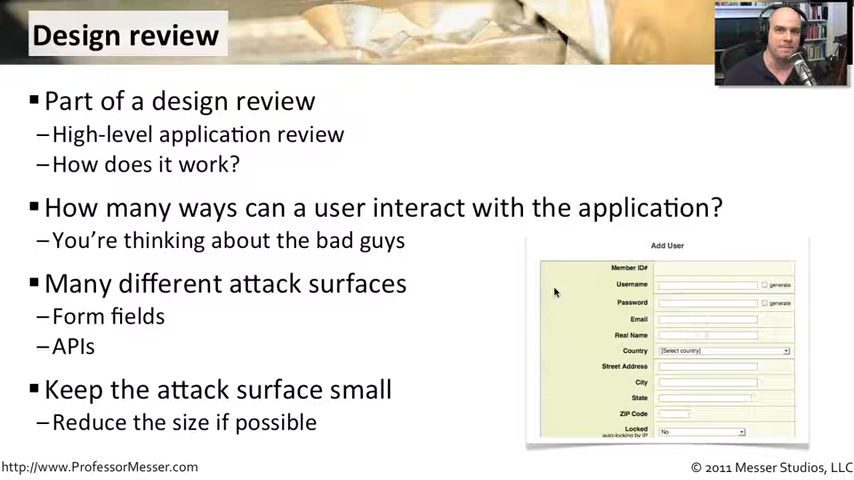 Design review
▪ Part of a design review
–High-level application review
–How does it work?
▪ How many ways can a user interact with the application?
–You're thinking about the bad guys
▪ Many different attack surfaces
–Form fields
–APIs
▪ Keep the attack surface small
–Reduce the size if possible
Add User
Member ID#
Username generate
Password generate
Email
Real Name
Country [Select country]
Street Address
City
State
ZIP Code
Locked No
auto-locking by IP
http://www.ProfessorMesser.com
© 2011 Messer Studios, LLC